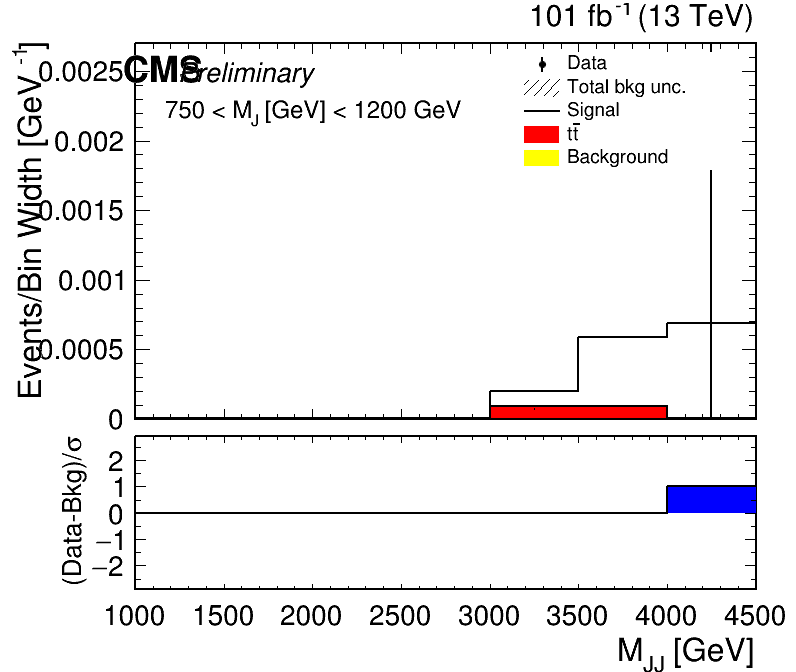 101 fb⁻¹ (13 TeV)
CMS Preliminary
750 < M_J [GeV] < 1200 GeV
Data
Total bkg unc.
Signal
tt̄
Background
Events/Bin Width [GeV⁻¹]
0.0025
0.002
0.0015
0.001
0.0005
0
(Data-Bkg)/σ
2
1
0
−1
−2
1000 1500 2000 2500 3000 3500 4000 4500
M_JJ [GeV]